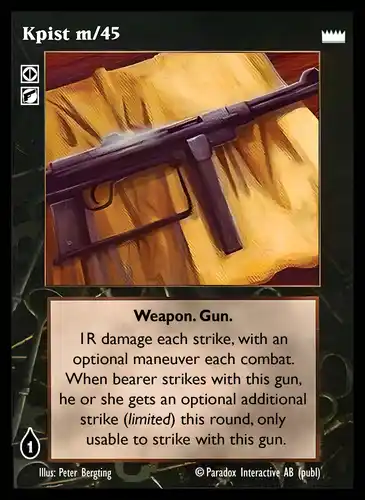 Kpist m/45
Weapon. Gun.
1R damage each strike, with an
optional maneuver each combat.
When bearer strikes with this gun,
he or she gets an optional additional
strike (limited) this round, only
usable to strike with this gun.
1
Illus: Peter Bergting © Paradox Interactive AB (publ)